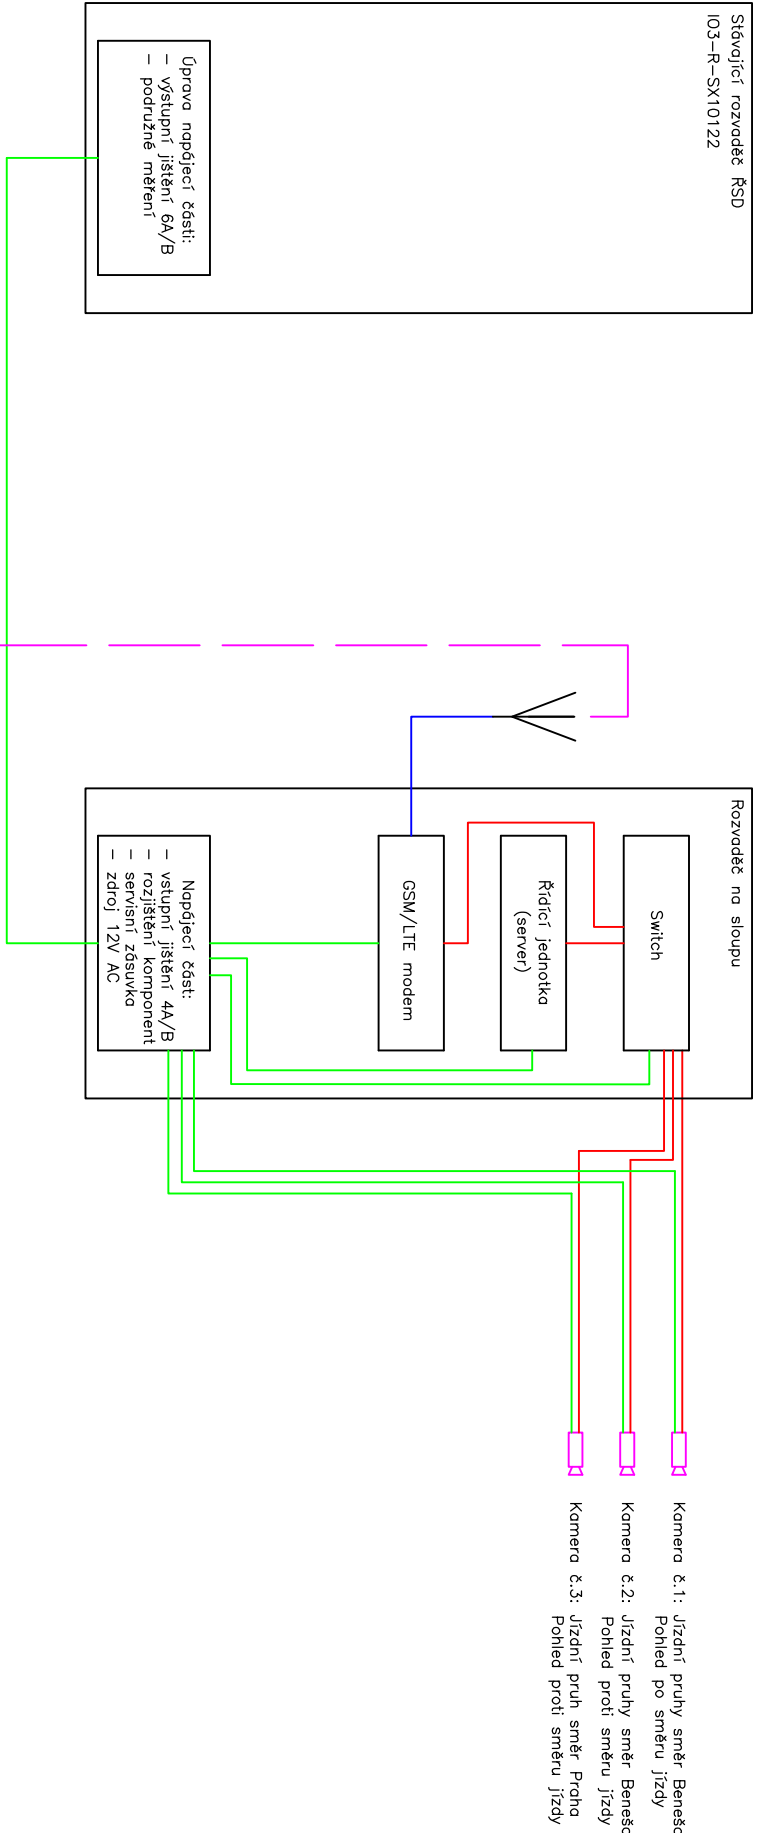 Stávající rozvaděč ŘSD
I03-R-SX10122
Úprava napájecí části:
- výstupní jištění 6A/B
- podružné měření
Rozvaděč na sloupu
Switch
Řídící jednotka
(server)
GSM/LTE modem
Napájecí část:
- vstupní jištění 4A/B
- rozjištění komponent
- servisní zásuvka
- zdroj 12V AC
Kamera č.1: Jízdní pruhy směr Benešo
Pohled po směru jízdy
Kamera č.2: Jízdní pruhy směr Benešo
Pohled proti směru jízdy
Kamera č.3: Jízdní pruh směr Praha
Pohled proti směru jízdy